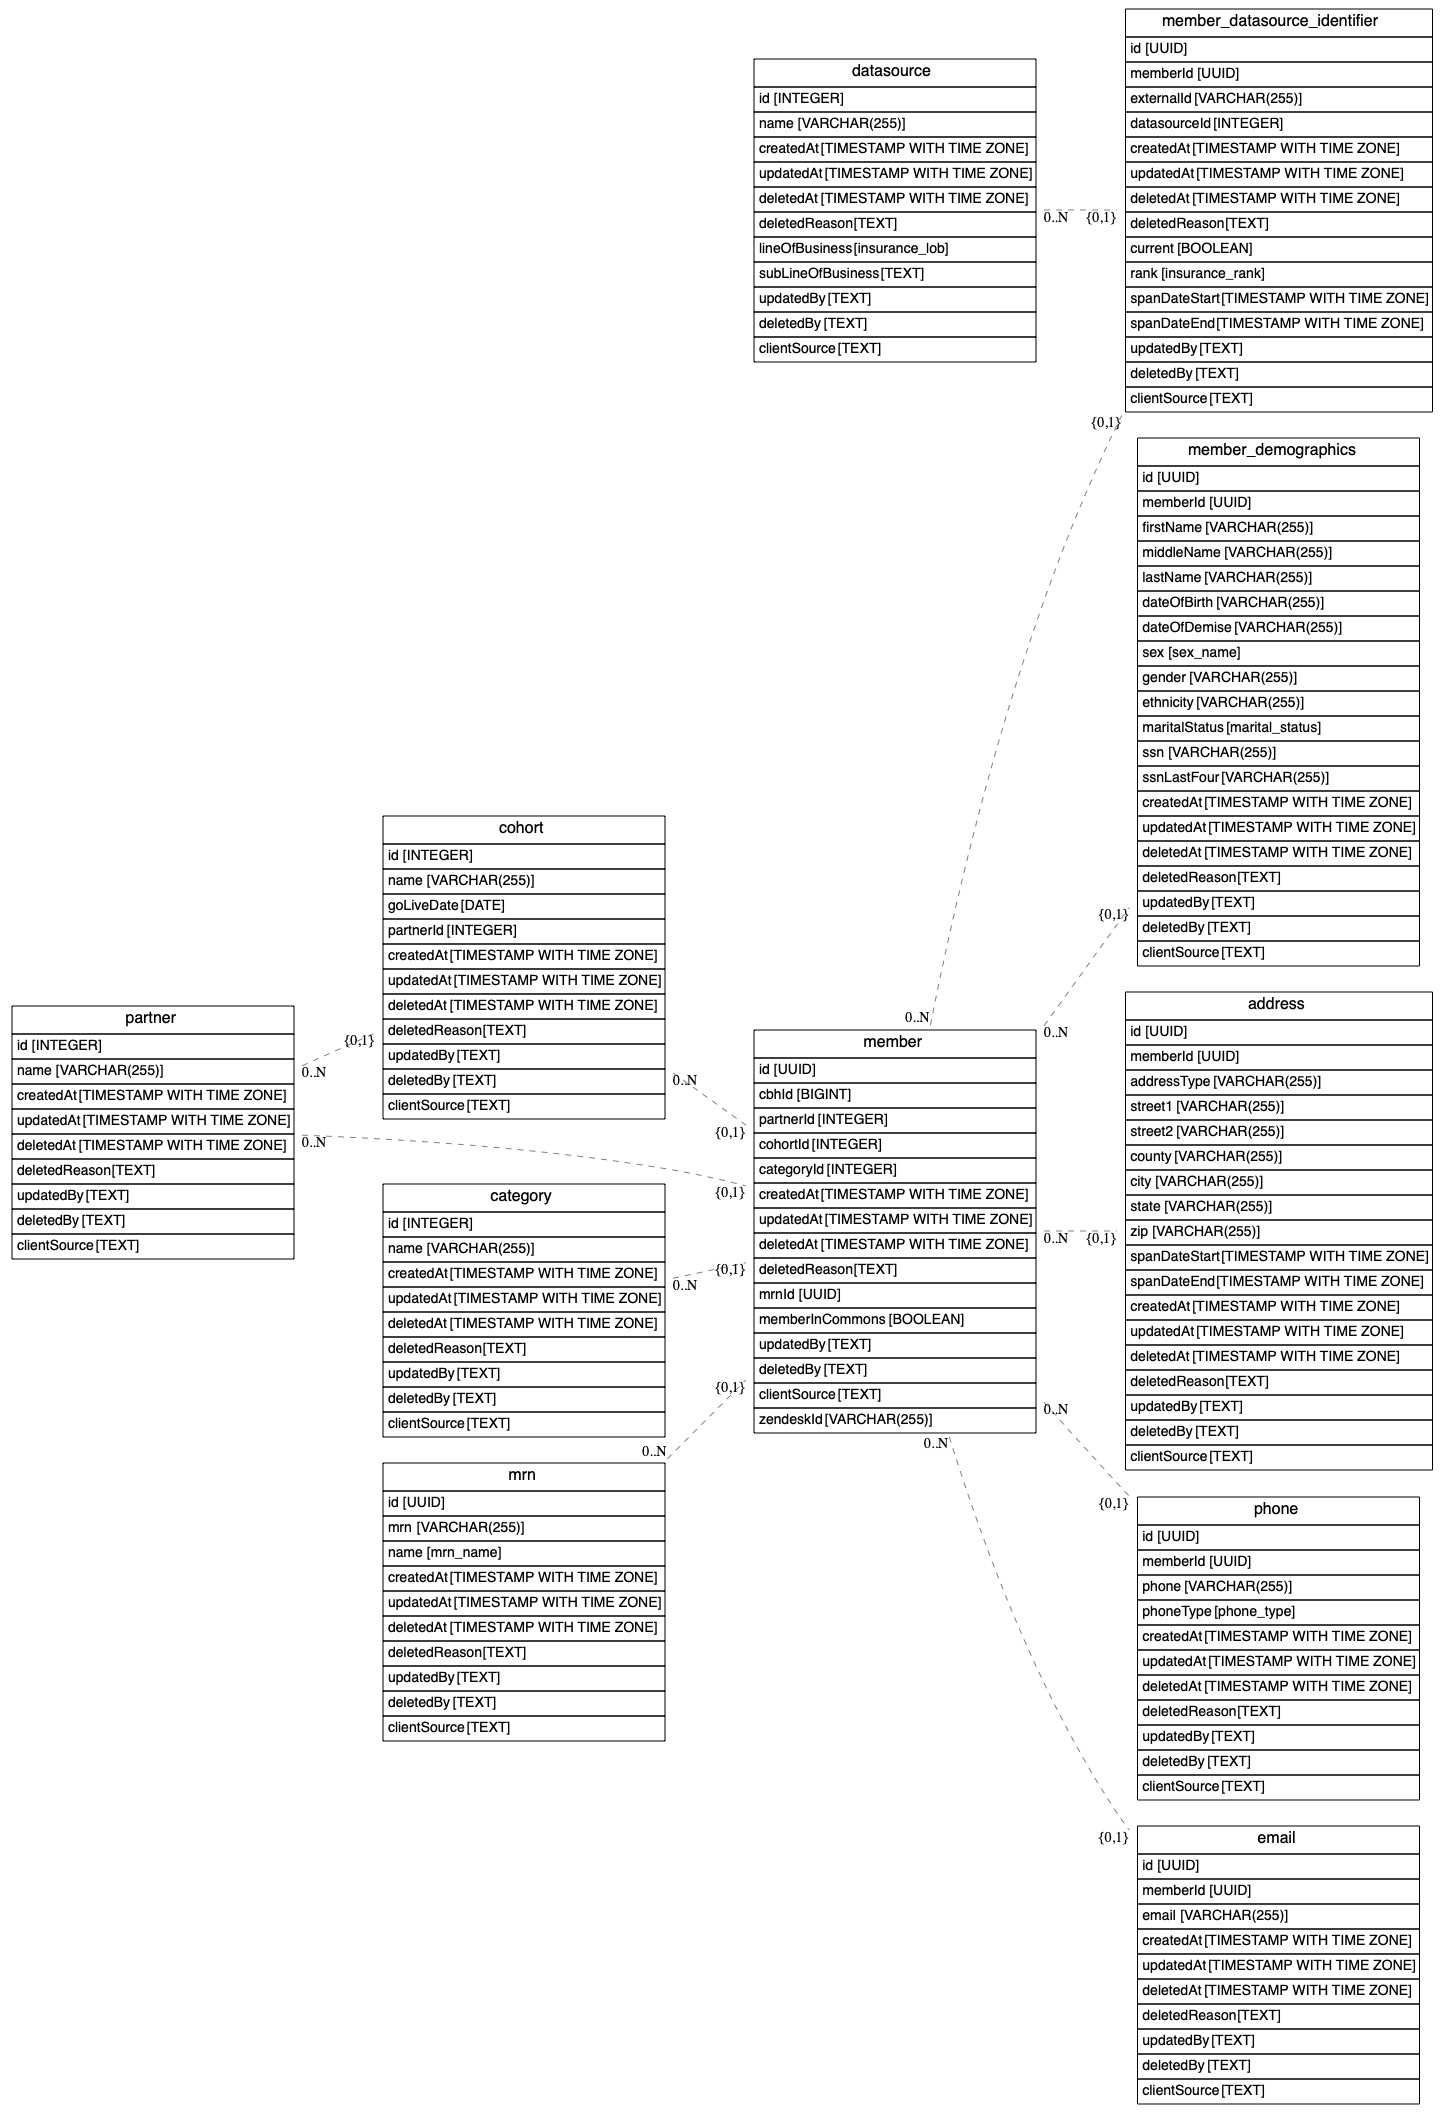 member_datasource_identifier
id [UUID]
memberId [UUID]
externalId [VARCHAR(255)]
datasourceId [INTEGER]
createdAt [TIMESTAMP WITH TIME ZONE]
updatedAt [TIMESTAMP WITH TIME ZONE]
deletedAt [TIMESTAMP WITH TIME ZONE]
deletedReason [TEXT]
current [BOOLEAN]
rank [insurance_rank]
spanDateStart [TIMESTAMP WITH TIME ZONE]
spanDateEnd [TIMESTAMP WITH TIME ZONE]
updatedBy [TEXT]
deletedBy [TEXT]
clientSource [TEXT]
datasource
id [INTEGER]
name [VARCHAR(255)]
createdAt [TIMESTAMP WITH TIME ZONE]
updatedAt [TIMESTAMP WITH TIME ZONE]
deletedAt [TIMESTAMP WITH TIME ZONE]
deletedReason [TEXT]
lineOfBusiness [insurance_lob]
subLineOfBusiness [TEXT]
updatedBy [TEXT]
deletedBy [TEXT]
clientSource [TEXT]
0..N {0,1}
{0,1}
member_demographics
id [UUID]
memberId [UUID]
firstName [VARCHAR(255)]
middleName [VARCHAR(255)]
lastName [VARCHAR(255)]
dateOfBirth [VARCHAR(255)]
dateOfDemise [VARCHAR(255)]
sex [sex_name]
gender [VARCHAR(255)]
ethnicity [VARCHAR(255)]
maritalStatus [marital_status]
ssn [VARCHAR(255)]
ssnLastFour [VARCHAR(255)]
createdAt [TIMESTAMP WITH TIME ZONE]
updatedAt [TIMESTAMP WITH TIME ZONE]
deletedAt [TIMESTAMP WITH TIME ZONE]
deletedReason [TEXT]
updatedBy [TEXT]
deletedBy [TEXT]
clientSource [TEXT]
{0,1}
0..N
0..N
cohort
id [INTEGER]
name [VARCHAR(255)]
goLiveDate [DATE]
partnerId [INTEGER]
createdAt [TIMESTAMP WITH TIME ZONE]
updatedAt [TIMESTAMP WITH TIME ZONE]
deletedAt [TIMESTAMP WITH TIME ZONE]
deletedReason [TEXT]
updatedBy [TEXT]
deletedBy [TEXT]
clientSource [TEXT]
partner
id [INTEGER]
name [VARCHAR(255)]
createdAt [TIMESTAMP WITH TIME ZONE]
updatedAt [TIMESTAMP WITH TIME ZONE]
deletedAt [TIMESTAMP WITH TIME ZONE]
deletedReason [TEXT]
updatedBy [TEXT]
deletedBy [TEXT]
clientSource [TEXT]
{0,1}
0..N
0..N
{0,1}
0..N
{0,1}
member
id [UUID]
cbhId [BIGINT]
partnerId [INTEGER]
cohortId [INTEGER]
categoryId [INTEGER]
createdAt [TIMESTAMP WITH TIME ZONE]
updatedAt [TIMESTAMP WITH TIME ZONE]
deletedAt [TIMESTAMP WITH TIME ZONE]
deletedReason [TEXT]
mrnId [UUID]
memberInCommons [BOOLEAN]
updatedBy [TEXT]
deletedBy [TEXT]
clientSource [TEXT]
zendeskId [VARCHAR(255)]
address
id [UUID]
memberId [UUID]
addressType [VARCHAR(255)]
street1 [VARCHAR(255)]
street2 [VARCHAR(255)]
county [VARCHAR(255)]
city [VARCHAR(255)]
state [VARCHAR(255)]
zip [VARCHAR(255)]
spanDateStart [TIMESTAMP WITH TIME ZONE]
spanDateEnd [TIMESTAMP WITH TIME ZONE]
createdAt [TIMESTAMP WITH TIME ZONE]
updatedAt [TIMESTAMP WITH TIME ZONE]
deletedAt [TIMESTAMP WITH TIME ZONE]
deletedReason [TEXT]
updatedBy [TEXT]
deletedBy [TEXT]
clientSource [TEXT]
0..N {0,1}
category
id [INTEGER]
name [VARCHAR(255)]
createdAt [TIMESTAMP WITH TIME ZONE]
updatedAt [TIMESTAMP WITH TIME ZONE]
deletedAt [TIMESTAMP WITH TIME ZONE]
deletedReason [TEXT]
updatedBy [TEXT]
deletedBy [TEXT]
clientSource [TEXT]
{0,1}
0..N
{0,1}
0..N
mrn
id [UUID]
mrn [VARCHAR(255)]
name [mrn_name]
createdAt [TIMESTAMP WITH TIME ZONE]
updatedAt [TIMESTAMP WITH TIME ZONE]
deletedAt [TIMESTAMP WITH TIME ZONE]
deletedReason [TEXT]
updatedBy [TEXT]
deletedBy [TEXT]
clientSource [TEXT]
0..N
{0,1}
0..N
phone
id [UUID]
memberId [UUID]
phone [VARCHAR(255)]
phoneType [phone_type]
createdAt [TIMESTAMP WITH TIME ZONE]
updatedAt [TIMESTAMP WITH TIME ZONE]
deletedAt [TIMESTAMP WITH TIME ZONE]
deletedReason [TEXT]
updatedBy [TEXT]
deletedBy [TEXT]
clientSource [TEXT]
{0,1}
email
id [UUID]
memberId [UUID]
email [VARCHAR(255)]
createdAt [TIMESTAMP WITH TIME ZONE]
updatedAt [TIMESTAMP WITH TIME ZONE]
deletedAt [TIMESTAMP WITH TIME ZONE]
deletedReason [TEXT]
updatedBy [TEXT]
deletedBy [TEXT]
clientSource [TEXT]